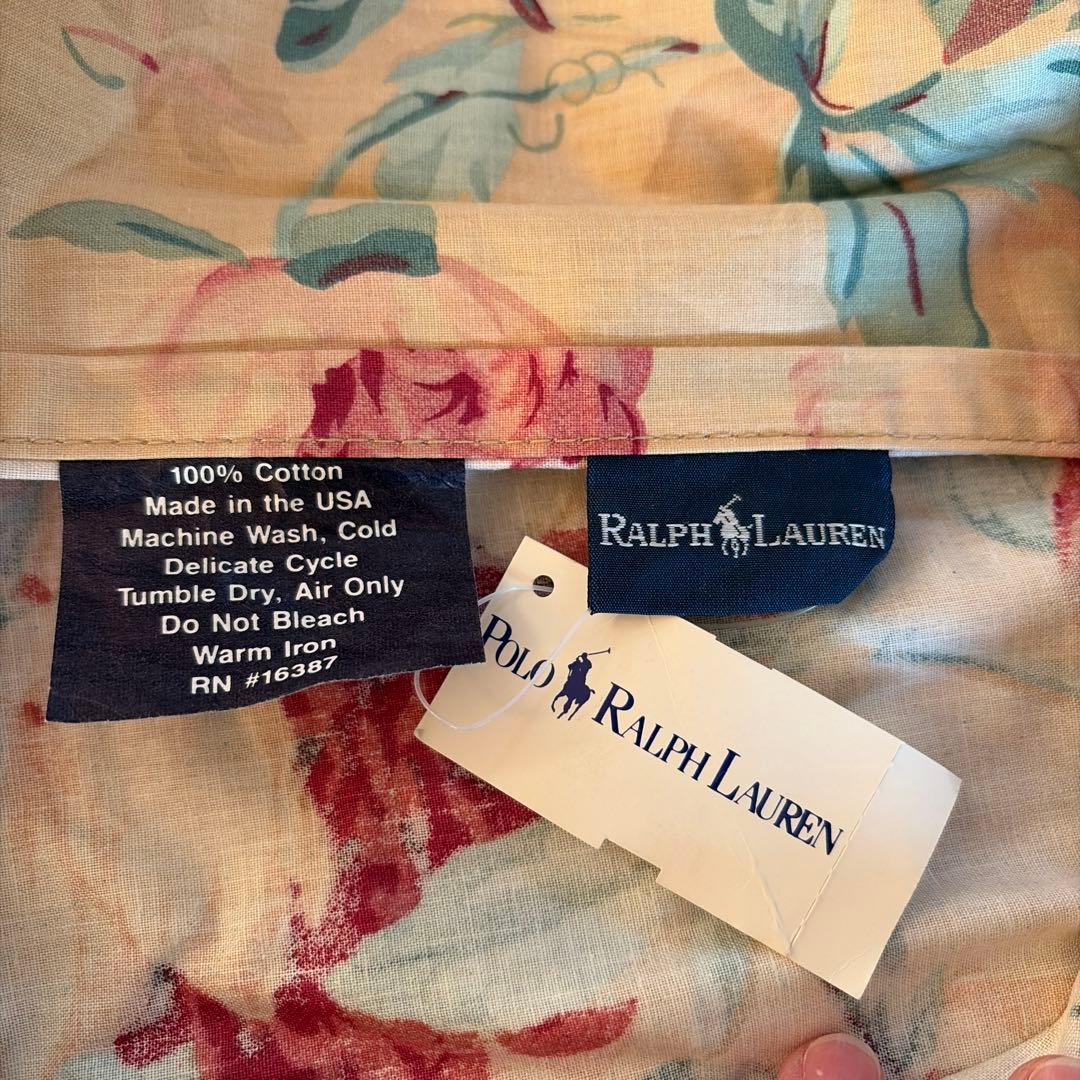 100% Cotton
Made in the USA
Machine Wash, Cold
Delicate Cycle
Tumble Dry, Air Only
Do Not Bleach
Warm Iron
RN #16387
RALPH LAUREN
POLO RALPH LAUREN